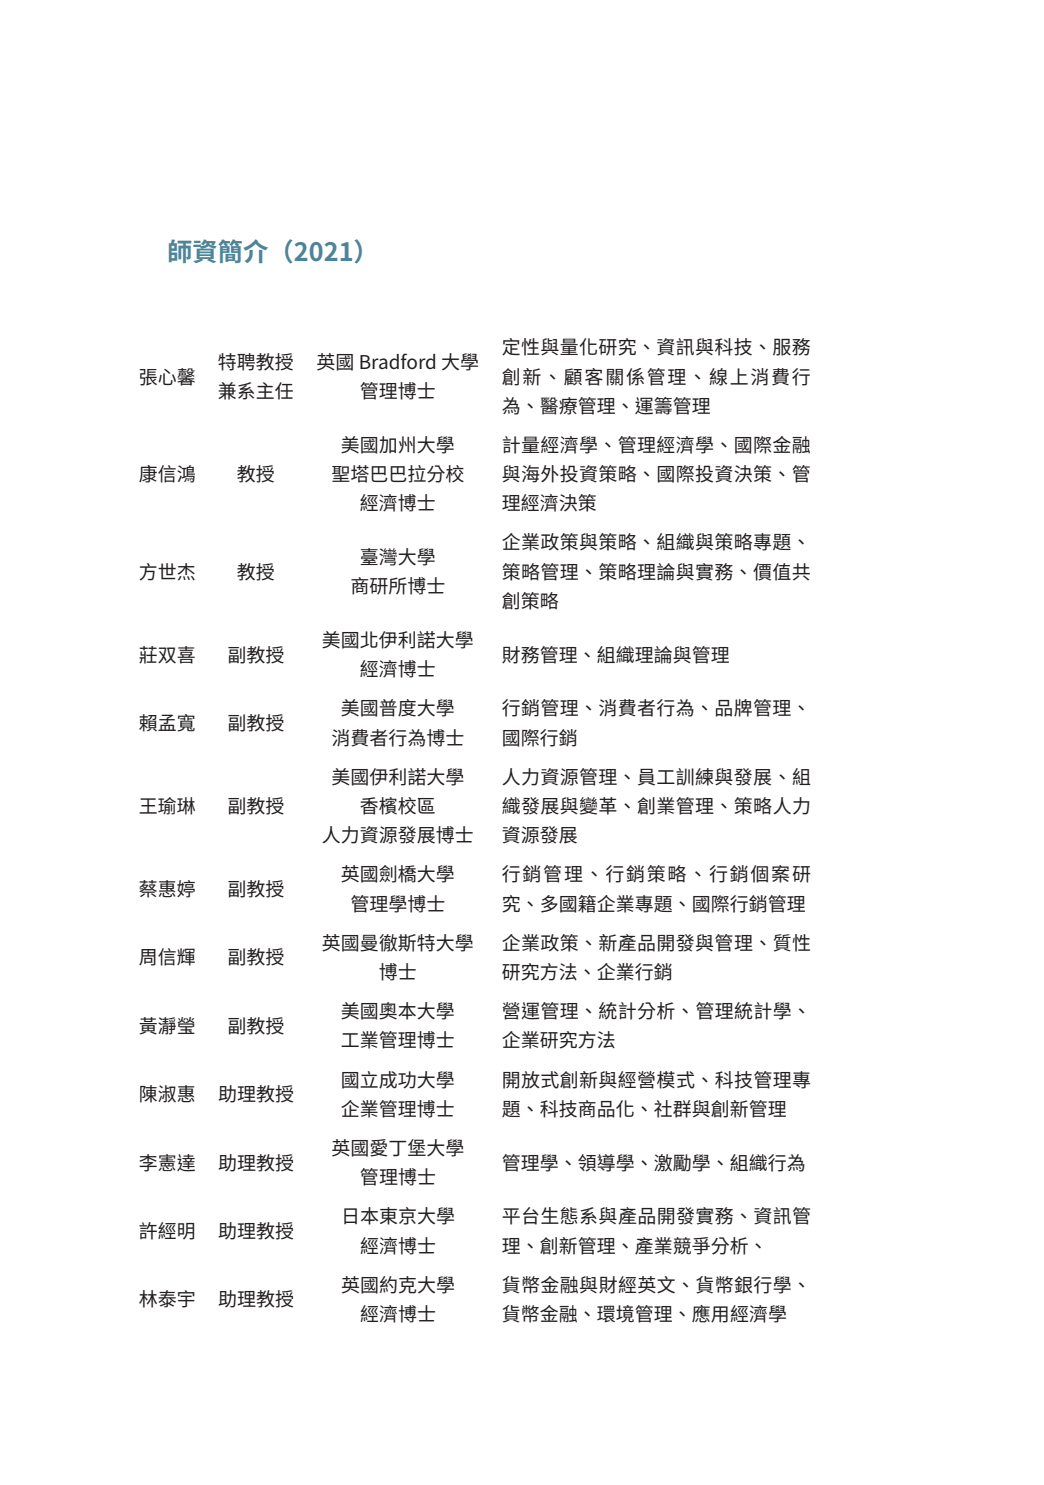 師資簡介（2021）
張心馨 特聘教授 兼系主任 英國 Bradford 大學 管理博士 定性與量化研究、資訊與科技、服務
創新、顧客關係管理、線上消費行
為、醫療管理、運籌管理
康信鴻 教授 美國加州大學 聖塔巴巴拉分校 經濟博士 計量經濟學、管理經濟學、國際金融
與海外投資策略、國際投資決策、管
理經濟決策
方世杰 教授 臺灣大學 商研所博士 企業政策與策略、組織與策略專題、
策略管理、策略理論與實務、價值共
創策略
莊双喜 副教授 美國北伊利諾大學 經濟博士 財務管理、組織理論與管理
賴孟寬 副教授 美國普度大學 消費者行為博士 行銷管理、消費者行為、品牌管理、
國際行銷
王瑜琳 副教授 美國伊利諾大學 香檳校區 人力資源發展博士 人力資源管理、員工訓練與發展、組
織發展與變革、創業管理、策略人力
資源發展
蔡惠婷 副教授 英國劍橋大學 管理學博士 行銷管理、行銷策略、行銷個案研
究、多國籍企業專題、國際行銷管理
周信輝 副教授 英國曼徹斯特大學 博士 企業政策、新產品開發與管理、質性
研究方法、企業行銷
黃瀞瑩 副教授 美國奧本大學 工業管理博士 營運管理、統計分析、管理統計學、
企業研究方法
陳淑惠 助理教授 國立成功大學 企業管理博士 開放式創新與經營模式、科技管理專
題、科技商品化、社群與創新管理
李憲達 助理教授 英國愛丁堡大學 管理博士 管理學、領導學、激勵學、組織行為
許經明 助理教授 日本東京大學 經濟博士 平台生態系與產品開發實務、資訊管
理、創新管理、產業競爭分析、
林泰宇 助理教授 英國約克大學 經濟博士 貨幣金融與財經英文、貨幣銀行學、
貨幣金融、環境管理、應用經濟學